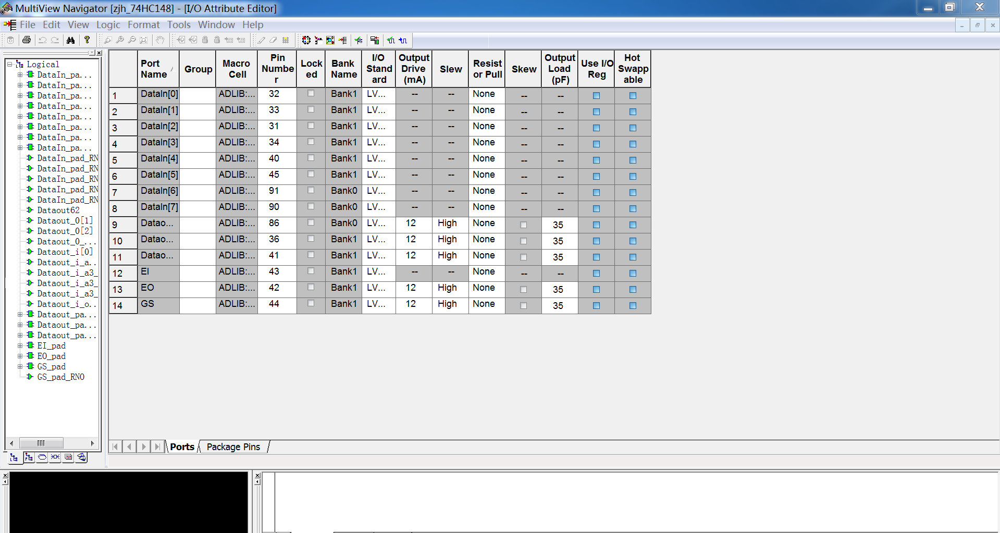 MultiView Navigator [zjh_74HC148] - [I/O Attribute Editor]
File Edit View Logic Format Tools Window Help
Logical
DataIn_pa...
DataIn_pa...
DataIn_pa...
DataIn_pa...
DataIn_pa...
DataIn_pa...
DataIn_pa...
DataIn_pa...
DataIn_pad_RN
DataIn_pad_RN
DataIn_pad_RN
DataIn_pad_RN
DataIn_pad_RN
Dataout62
Dataout_0[1]
Dataout_0[2]
Dataout_0_...
Dataout_i[0]
Dataout_i_a..
Dataout_i_a3_
Dataout_i_a3_
Dataout_i_a3_
Dataout_i_o..
Dataout_pa...
Dataout_pa...
Dataout_pa...
EI_pad
EO_pad
GS_pad
GS_pad_RNO
Port Name Group Macro Cell Pin Number Locked Bank Name I/O Standard Output Drive (mA) Slew Resistor Pull Skew Output Load (pF) Use I/O Reg Hot Swappable
1 DataIn[0] ADLIB:... 32 Bank1 LV... -- -- None -- --
2 DataIn[1] ADLIB:... 33 Bank1 LV... -- -- None -- --
3 DataIn[2] ADLIB:... 31 Bank1 LV... -- -- None -- --
4 DataIn[3] ADLIB:... 34 Bank1 LV... -- -- None -- --
5 DataIn[4] ADLIB:... 40 Bank1 LV... -- -- None -- --
6 DataIn[5] ADLIB:... 45 Bank1 LV... -- -- None -- --
7 DataIn[6] ADLIB:... 91 Bank0 LV... -- -- None -- --
8 DataIn[7] ADLIB:... 90 Bank0 LV... -- -- None -- --
9 Datao... ADLIB:... 86 Bank0 LV... 12 High None 35
10 Datao... ADLIB:... 36 Bank1 LV... 12 High None 35
11 Datao... ADLIB:... 41 Bank1 LV... 12 High None 35
12 EI ADLIB:... 43 Bank1 LV... -- -- None -- --
13 EO ADLIB:... 42 Bank1 LV... 12 High None 35
14 GS ADLIB:... 44 Bank1 LV... 12 High None 35
Ports Package Pins